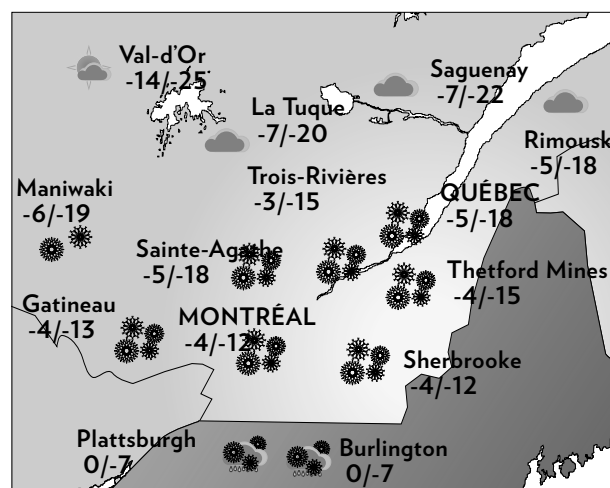 Val-d'Or
-14/-25
Saguenay
-7/-22
La Tuque
-7/-20
Rimousk
-5/-18
Trois-Rivières
-3/-15
Maniwaki
-6/-19
QUÉBEC
-5/-18
Sainte-Agathe
-5/-18
Thetford Mines
-4/-15
Gatineau
-4/-13
MONTRÉAL
-4/-12
Sherbrooke
-4/-12
Plattsburgh
0/-7
Burlington
0/-7